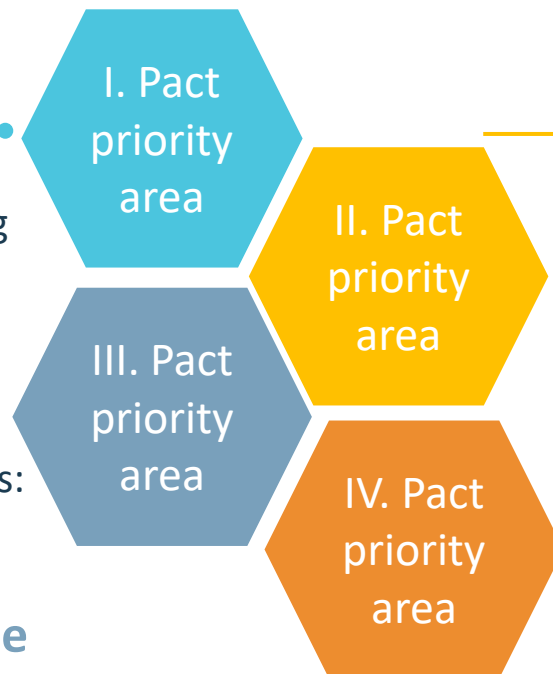 I. Pact
priority
area
g
II. Pact
priority
area
III. Pact
priority
area
s:
IV. Pact
priority
area
e